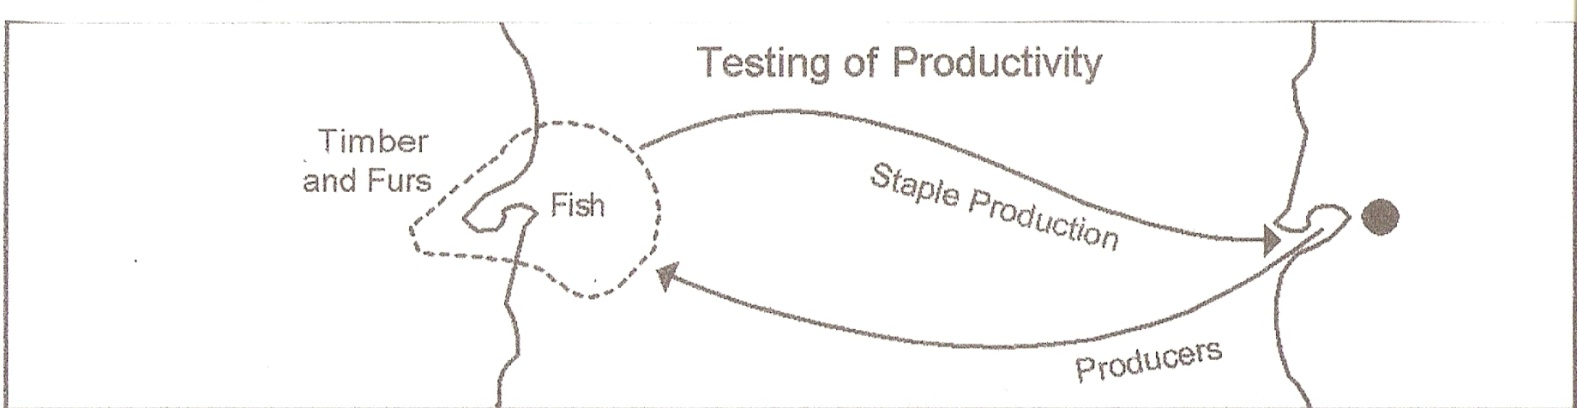 Testing of Productivity
Timber
and Furs
Fish
Staple Production
Producers